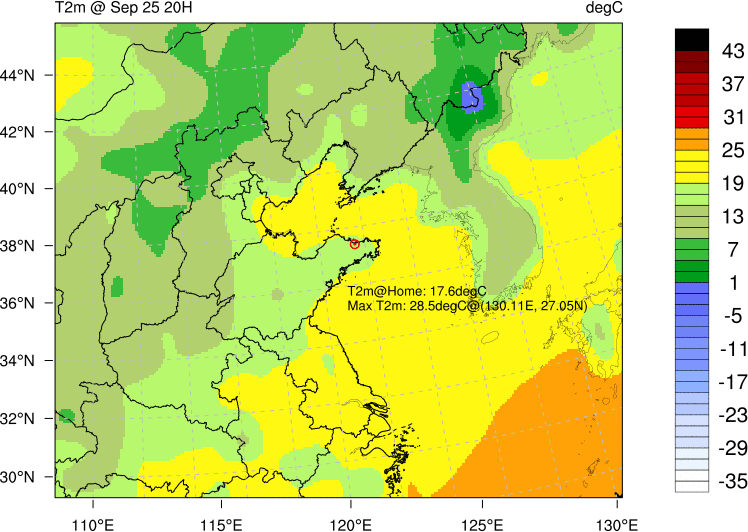 T2m @ Sep 25 20H degC
44°N
42°N
40°N
38°N
36°N
34°N
32°N
30°N
110°E 115°E 120°E 125°E 130°E
T2m@Home: 17.6degC
Max T2m: 28.5degC@(130.11E, 27.05N)
43
37
31
25
19
13
7
1
-5
-11
-17
-23
-29
-35